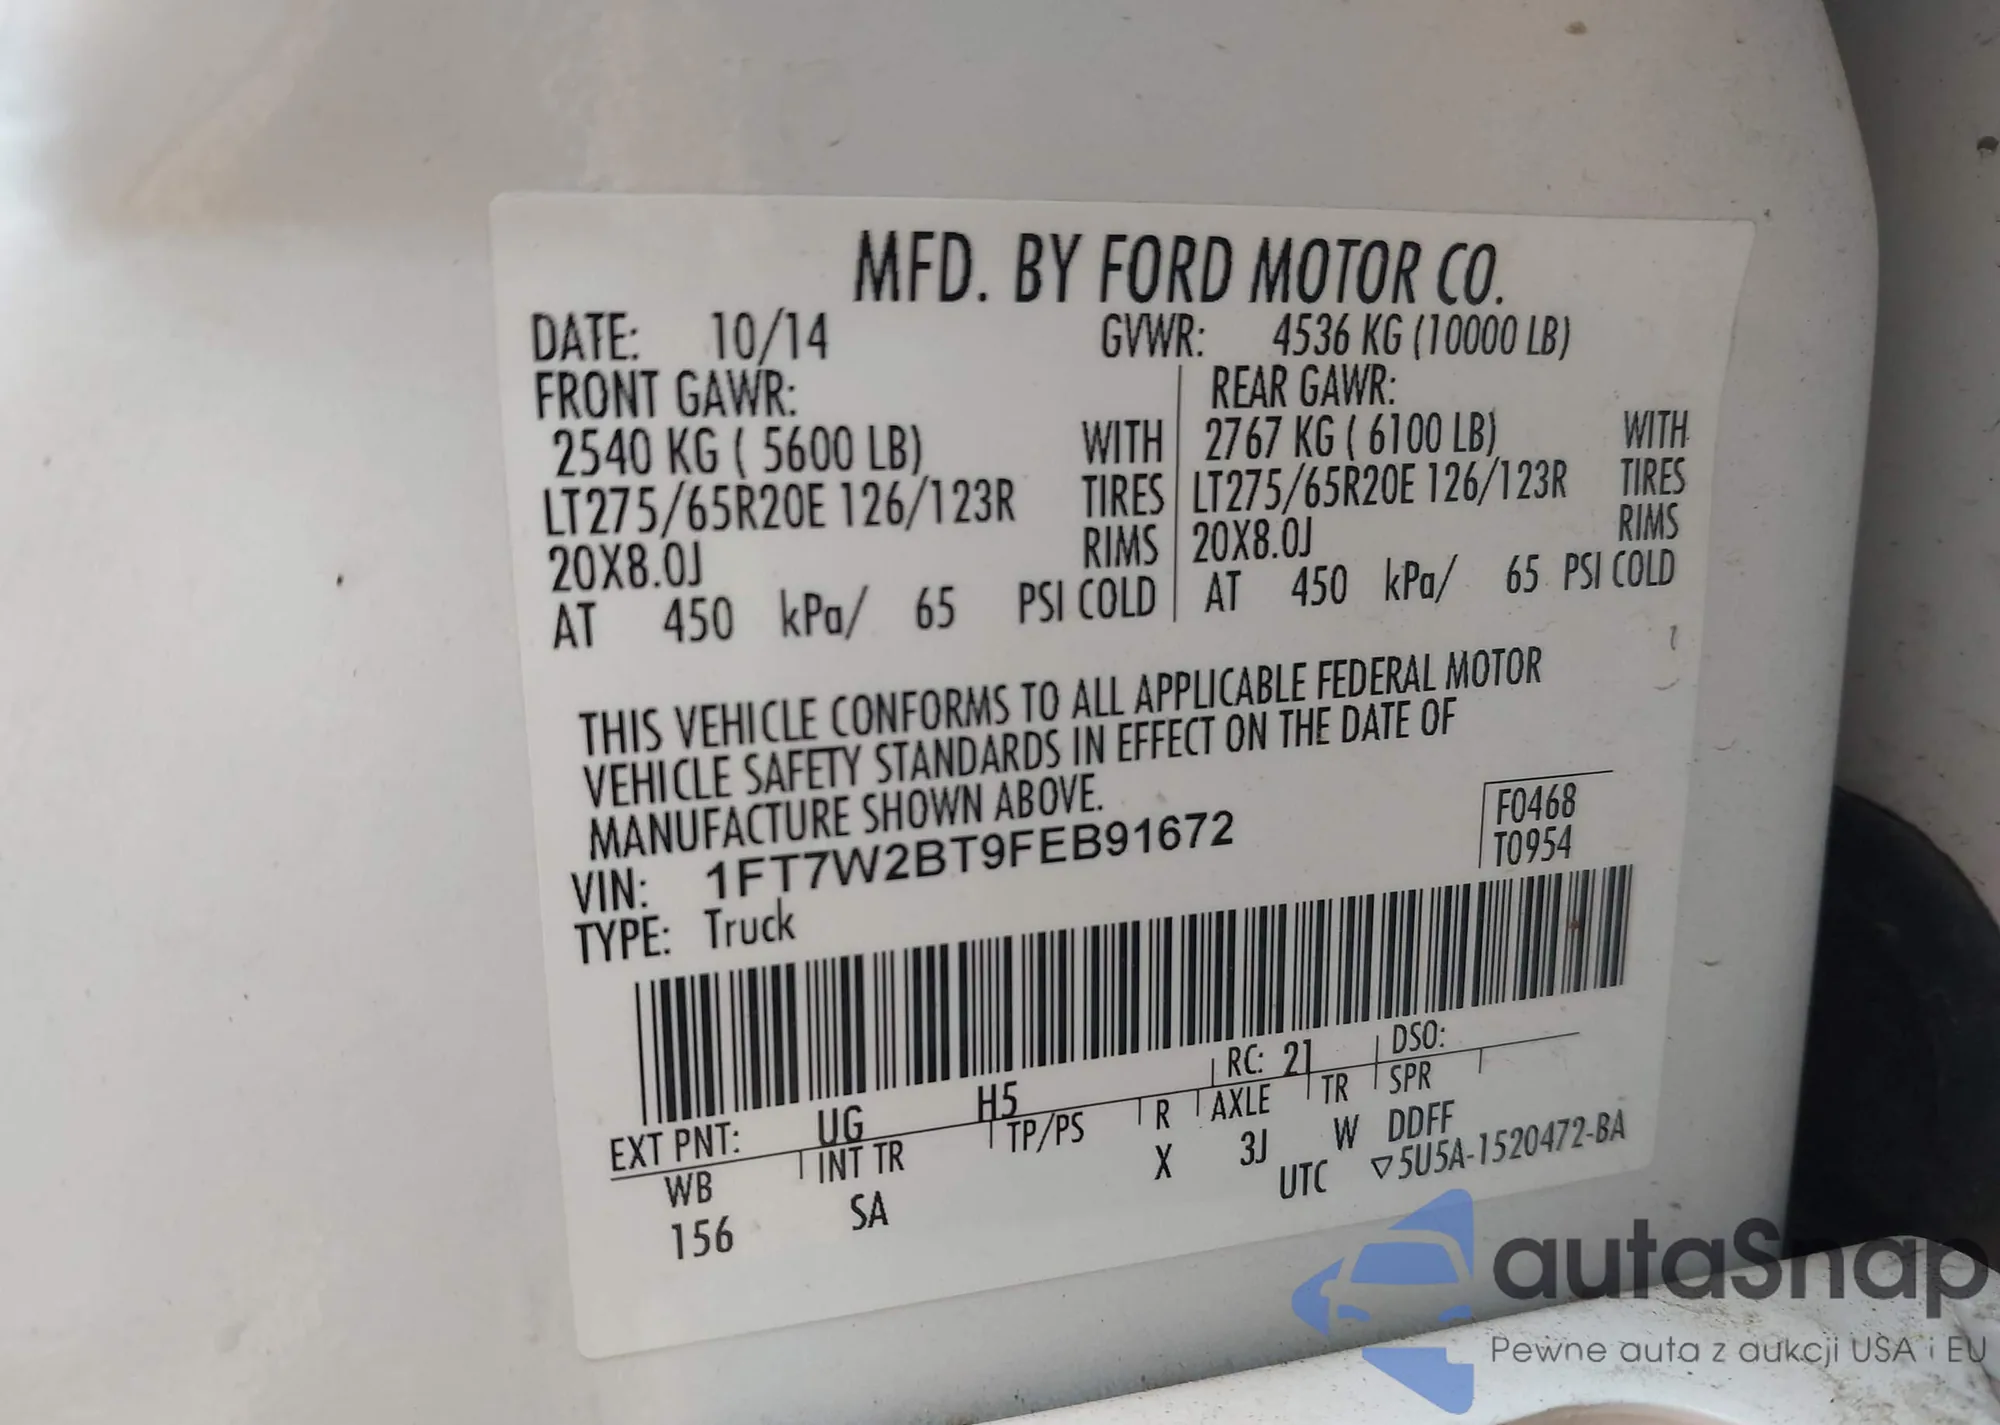 MFD. BY FORD MOTOR CO.
DATE: 10/14 GVWR: 4536 KG (10000 LB)
FRONT GAWR: REAR GAWR:
2540 KG ( 5600 LB) WITH 2767 KG ( 6100 LB) WITH
LT275/65R20E 126/123R TIRES LT275/65R20E 126/123R TIRES
20X8.0J RIMS 20X8.0J RIMS
AT 450 kPa/ 65 PSI COLD AT 450 kPa/ 65 PSI COLD
THIS VEHICLE CONFORMS TO ALL APPLICABLE FEDERAL MOTOR
VEHICLE SAFETY STANDARDS IN EFFECT ON THE DATE OF
MANUFACTURE SHOWN ABOVE.
VIN: 1FT7W2BT9FEB91672
F0468
T0954
TYPE: Truck
EXT PNT: UG H5 RC: 21 DSO:
WB INT TR TP/PS R AXLE TR SPR
156 SA X 3J W DDFF
UTC ▽5U5A-1520472-BA
autaSnap
Pewne auta z aukcji USA i EU